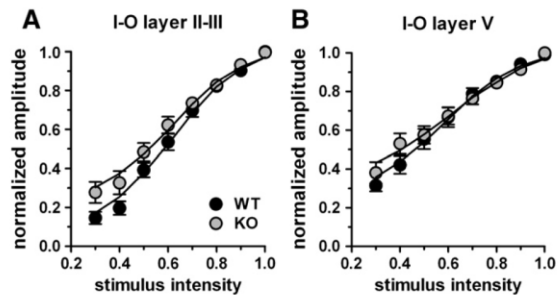 A
I-O layer II-III
normalized amplitude
1.0
0.8
0.6
0.4
0.2
0.0
0.2 0.4 0.6 0.8 1.0
stimulus intensity
WT
KO
B
I-O layer V
normalized amplitude
1.0
0.8
0.6
0.4
0.2
0.0
0.2 0.4 0.6 0.8 1.0
stimulus intensity